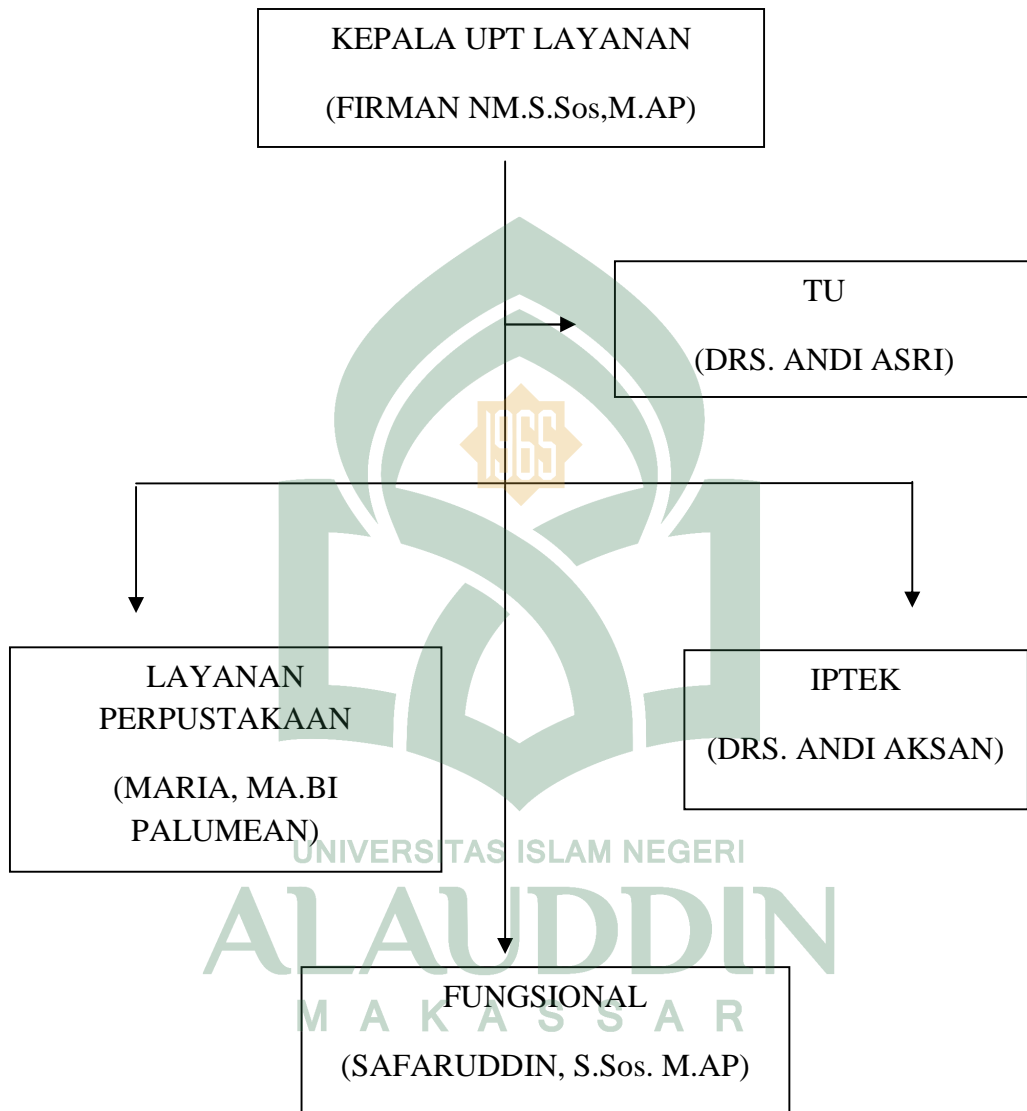 KEPALA UPT LAYANAN
(FIRMAN NM.S.Sos,M.AP)
TU
(DRS. ANDI ASRI)
1965
LAYANAN
PERPUSTAKAAN
(MARIA, MA.BI
PALUMEAN)
IPTEK
(DRS. ANDI AKSAN)
UNIVERSITAS ISLAM NEGERI
ALAUDDIN
MAKASSAR
FUNGSIONAL
(SAFARUDDIN, S.Sos. M.AP)